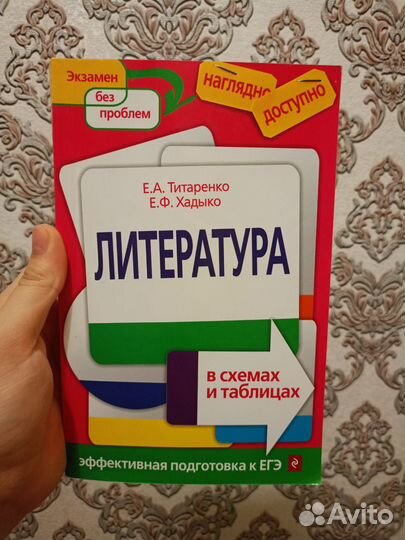 Экзамен
без
проблем
наглядно
доступно
Е.А. Титаренко
Е.Ф. Хадыко
ЛИТЕРАТУРА
в схемах
и таблицах
эффективная подготовка к ЕГЭ
Avito